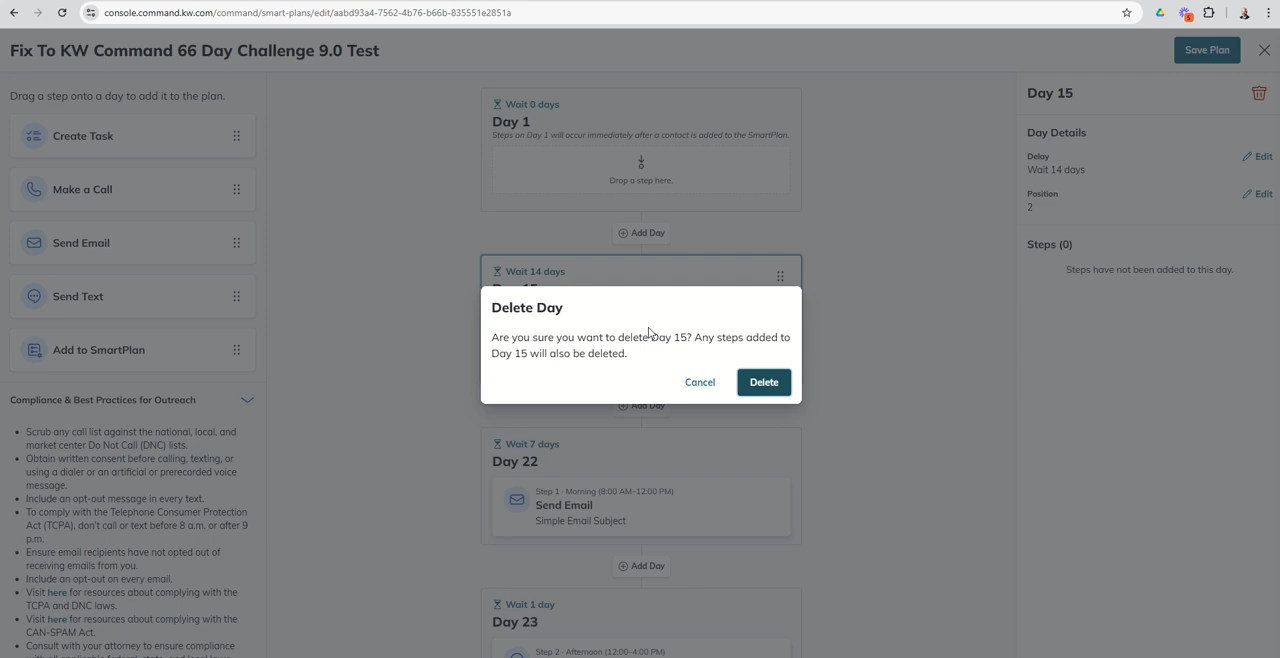 console.command.kw.com/command/smart-plans/edit/aabd93a4-7562-4b76-b66b-835551e2851a
Fix To KW Command 66 Day Challenge 9.0 Test
Save Plan
Drag a step onto a day to add it to the plan.
Create Task
Make a Call
Send Email
Send Text
Add to SmartPlan
Compliance & Best Practices for Outreach
Scrub any call list against the national, local, and
market center Do Not Call (DNC) lists.
Obtain written consent before calling, texting, or
using a dialer or an artificial or prerecorded voice
message.
Include an opt-out message in every text.
To comply with the Telephone Consumer Protection
Act (TCPA), don't call or text before 8 a.m. or after 9
p.m.
Ensure email recipients have not opted out of
receiving emails from you.
Include an opt-out on every email.
Visit here for resources about complying with the
TCPA and DNC laws.
Visit here for resources about complying with the
CAN-SPAM Act.
Consult with your attorney to ensure compliance
with all applicable federal, state, and local laws
Wait 0 days
Day 1
Steps on Day 1 will occur immediately after a contact is added to the SmartPlan.
Drop a step here.
Add Day
Wait 14 days
Delete Day
Are you sure you want to delete Day 15? Any steps added to
Day 15 will also be deleted.
Cancel
Delete
Add Day
Wait 7 days
Day 22
Step 1 - Morning (8:00 AM–12:00 PM)
Send Email
Simple Email Subject
Add Day
Wait 1 day
Day 23
Step 2 - Afternoon (12:00–4:00 PM)
Day 15
Day Details
Delay
Edit
Wait 14 days
Position
Edit
2
Steps (0)
Steps have not been added to this day.